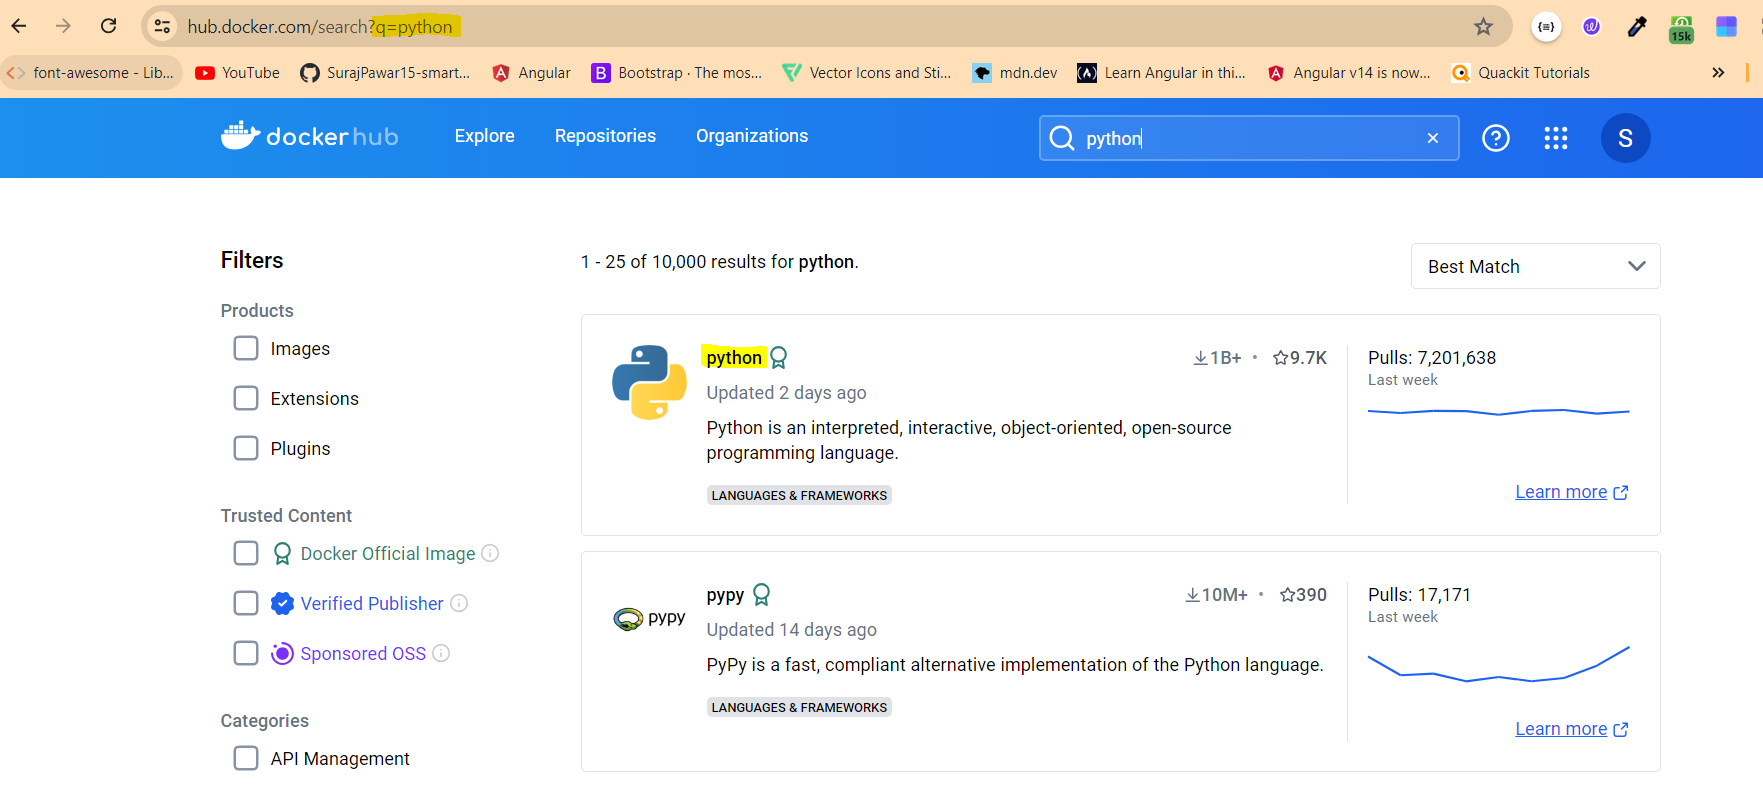 hub.docker.com/search?q=python
15k
font-awesome - Lib...
YouTube
SurajPawar15-smart...
Angular
Bootstrap · The mos...
Vector Icons and Sti...
mdn.dev
Learn Angular in thi...
Angular v14 is now...
Quackit Tutorials
docker hub
Explore
Repositories
Organizations
python
S
Filters
1 - 25 of 10,000 results for python.
Best Match
Products
Images
Extensions
Plugins
Trusted Content
Docker Official Image
Verified Publisher
Sponsored OSS
Categories
API Management
python
1B+ • 9.7K
Updated 2 days ago
Python is an interpreted, interactive, object-oriented, open-source
programming language.
LANGUAGES & FRAMEWORKS
Pulls: 7,201,638
Last week
Learn more
pypy
pypy
10M+ • 390
Updated 14 days ago
PyPy is a fast, compliant alternative implementation of the Python language.
LANGUAGES & FRAMEWORKS
Pulls: 17,171
Last week
Learn more